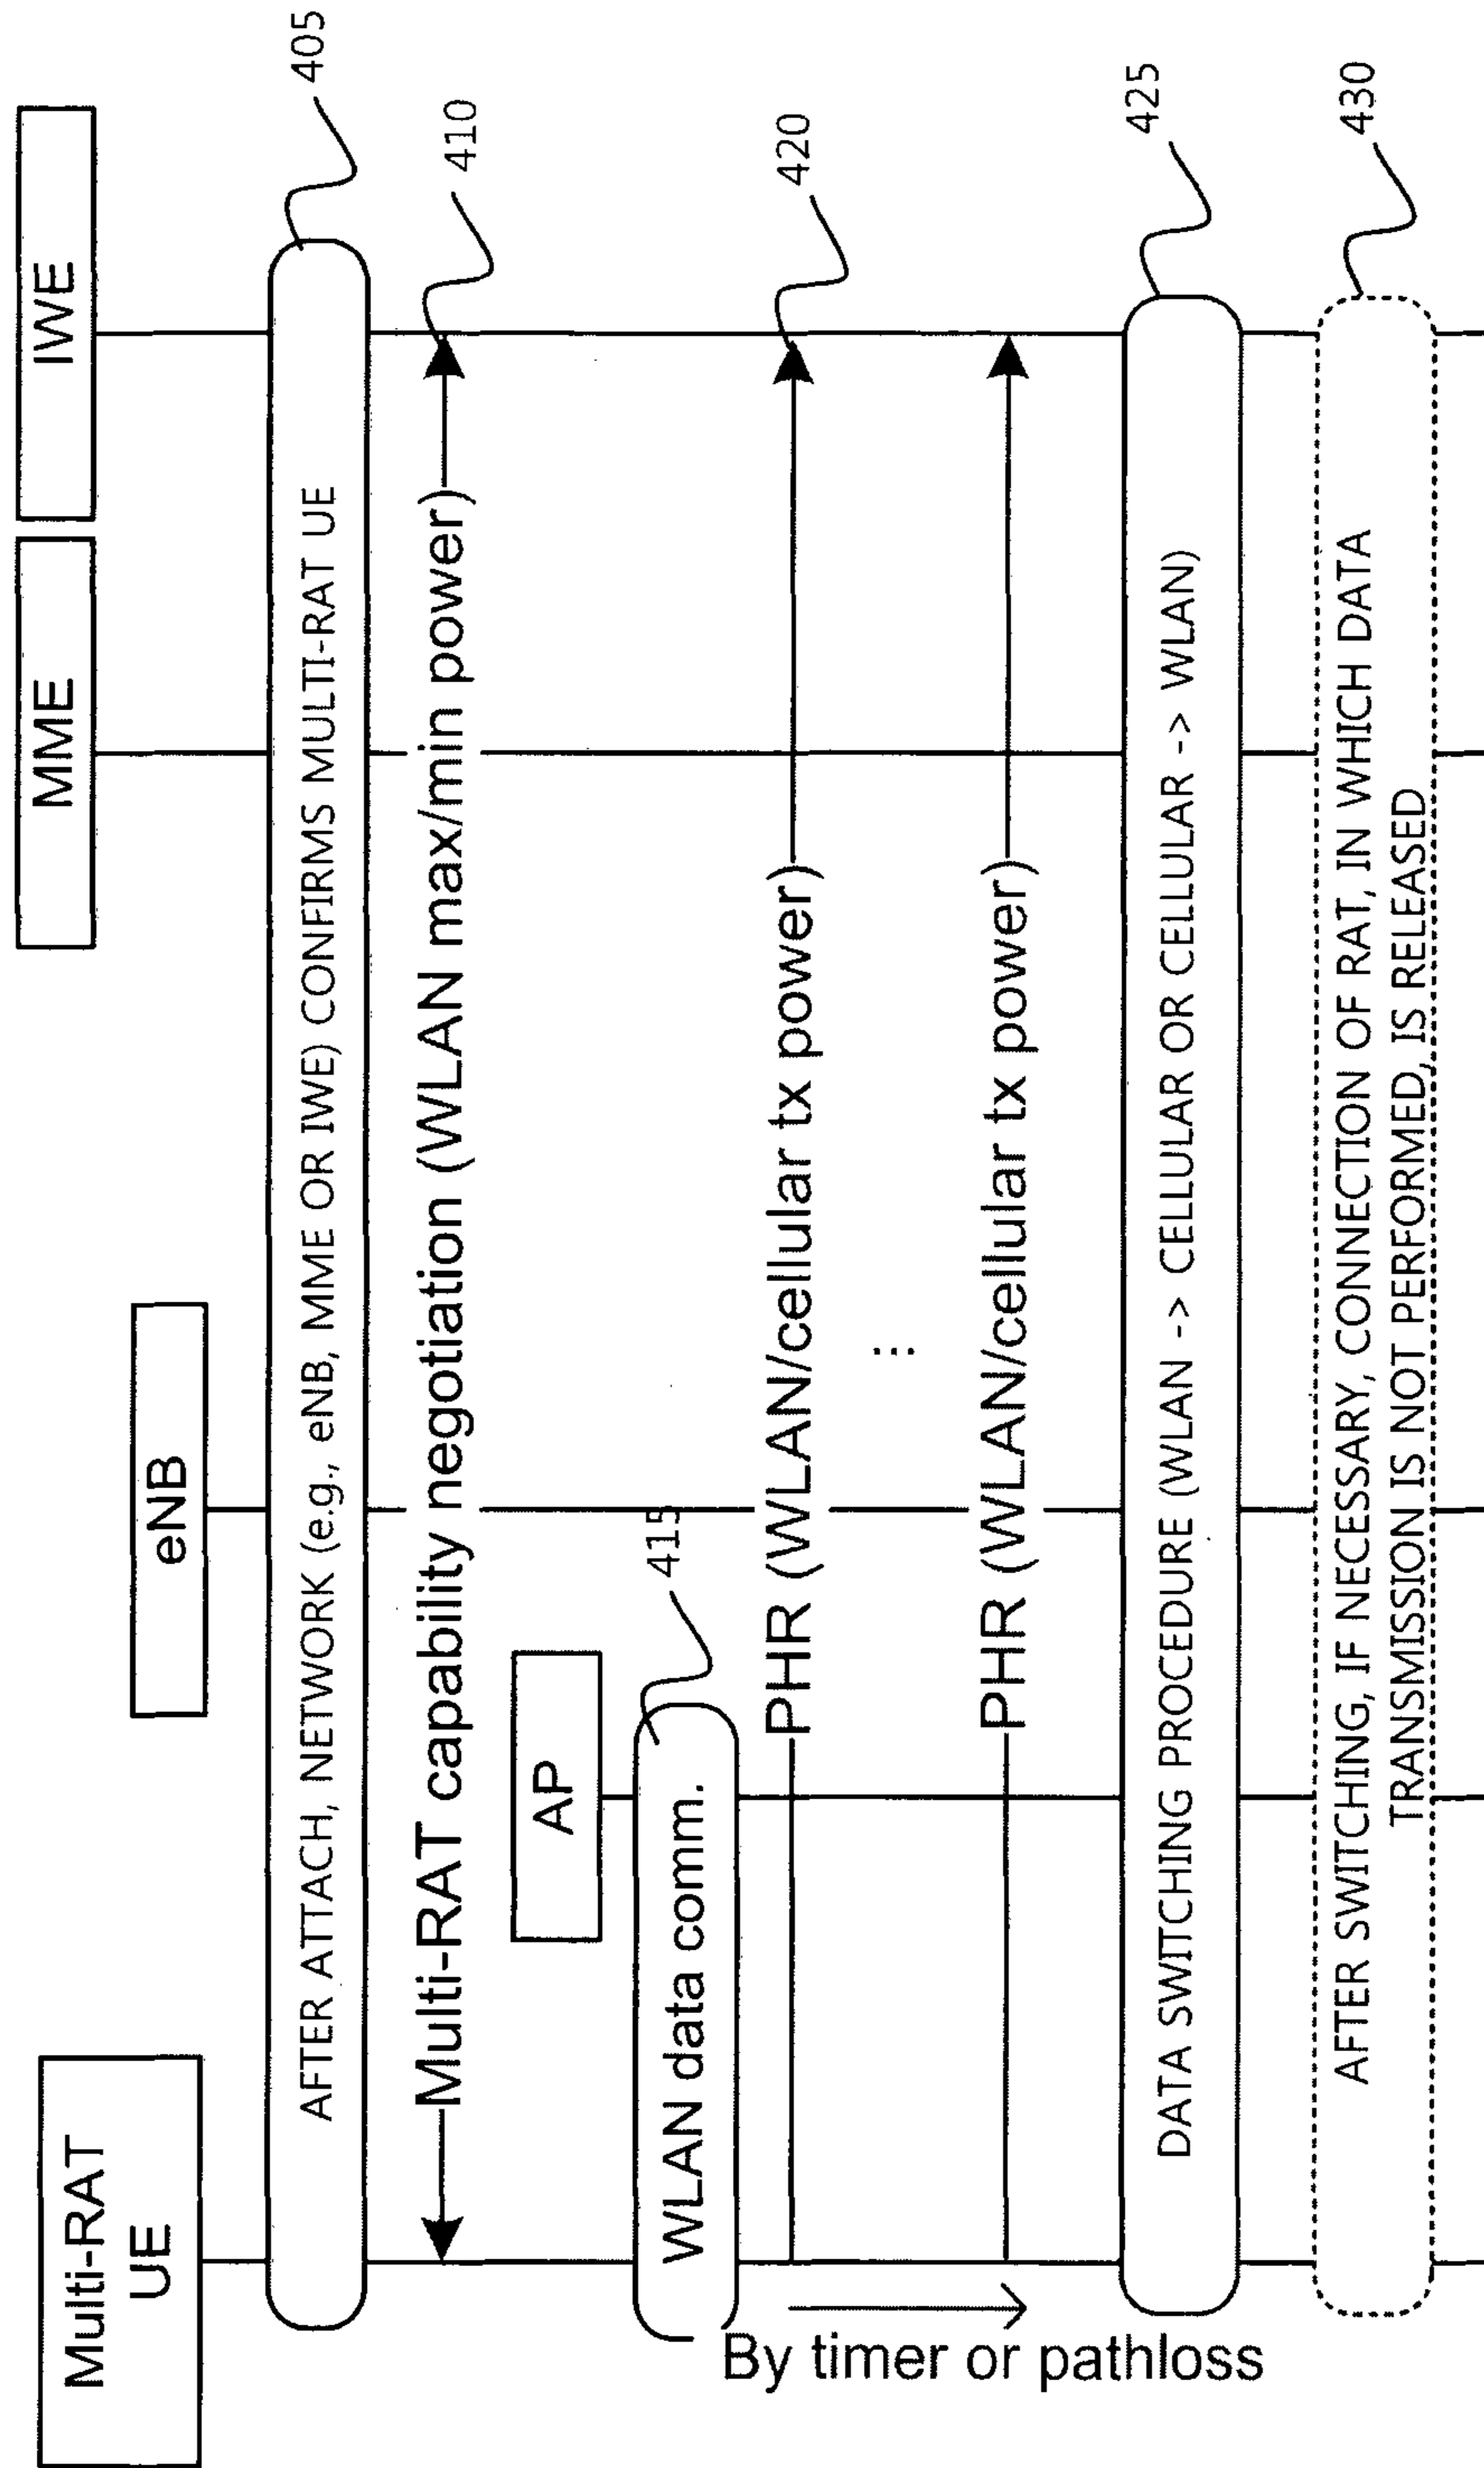 Multi-RAT
UE
eNB
MME
IWE
AFTER ATTACH, NETWORK (e.g., eNB, MME OR IWE) CONFIRMS MULTI-RAT UE
405
Multi-RAT capability negotiation (WLAN max/min power)
410
AP
WLAN data comm.
415
PHR (WLAN/cellular tx power)
420
...
PHR (WLAN/cellular tx power)
By timer or pathloss
DATA SWITCHING PROCEDURE (WLAN -> CELLULAR OR CELLULAR -> WLAN)
425
AFTER SWITCHING, IF NECESSARY, CONNECTION OF RAT, IN WHICH DATA
TRANSMISSION IS NOT PERFORMED, IS RELEASED
430